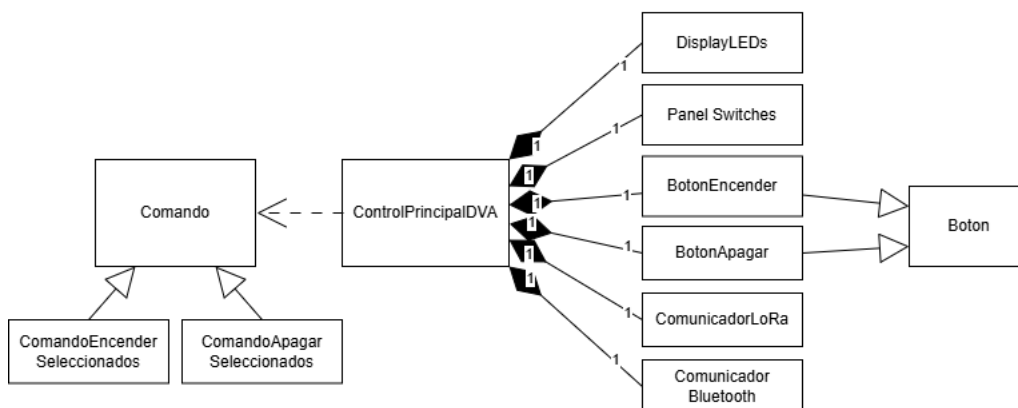 DisplayLEDs
1
1
Panel Switches
1
1
Comando
ControlPrincipalDVA
BotonEncender
1
1
BotonApagar
1
1
Boton
ComandoEncender
Seleccionados
ComandoApagar
Seleccionados
ComunicadorLoRa
1
1
Comunicador
Bluetooth
1
1